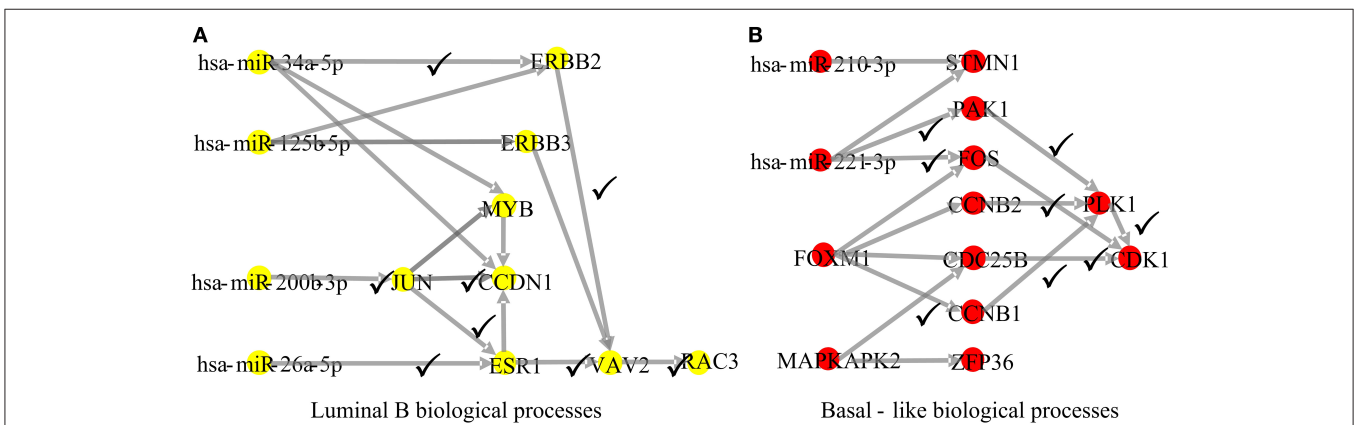 A
hsa-miR-34a-5p
ERBB2
hsa-miR-125b-5p
ERBB3
MYB
hsa-miR-200b-3p
JUN
CCDN1
hsa-miR-26a-5p
ESR1
VAV2
RAC3
Luminal B biological processes
B
hsa-miR-210-3p
STMN1
PAK1
hsa-miR-221-3p
FOS
CCNB2
PLK1
FOXM1
CDC25B
CDK1
CCNB1
MAPKAPK2
ZFP36
Basal - like biological processes